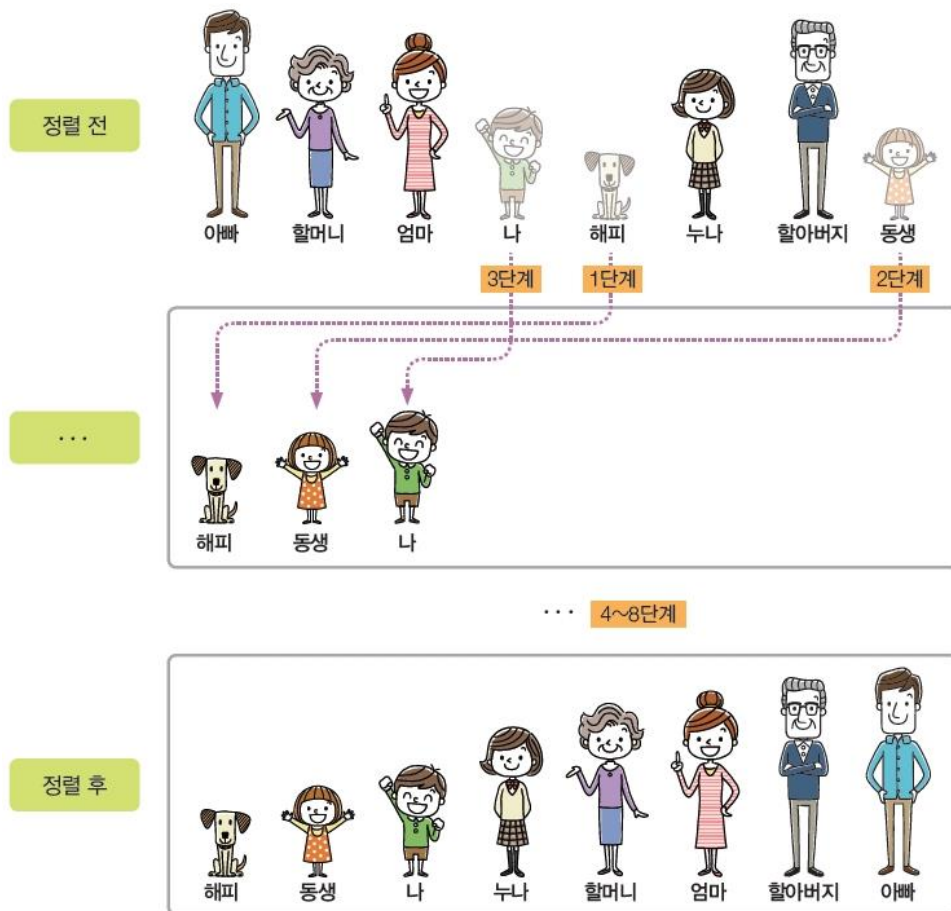 정렬 전
아빠 할머니 엄마 나 해피 누나 할아버지 동생
3단계 1단계 2단계
...
해피 동생 나
... 4~8단계
정렬 후
해피 동생 나 누나 할머니 엄마 할아버지 아빠